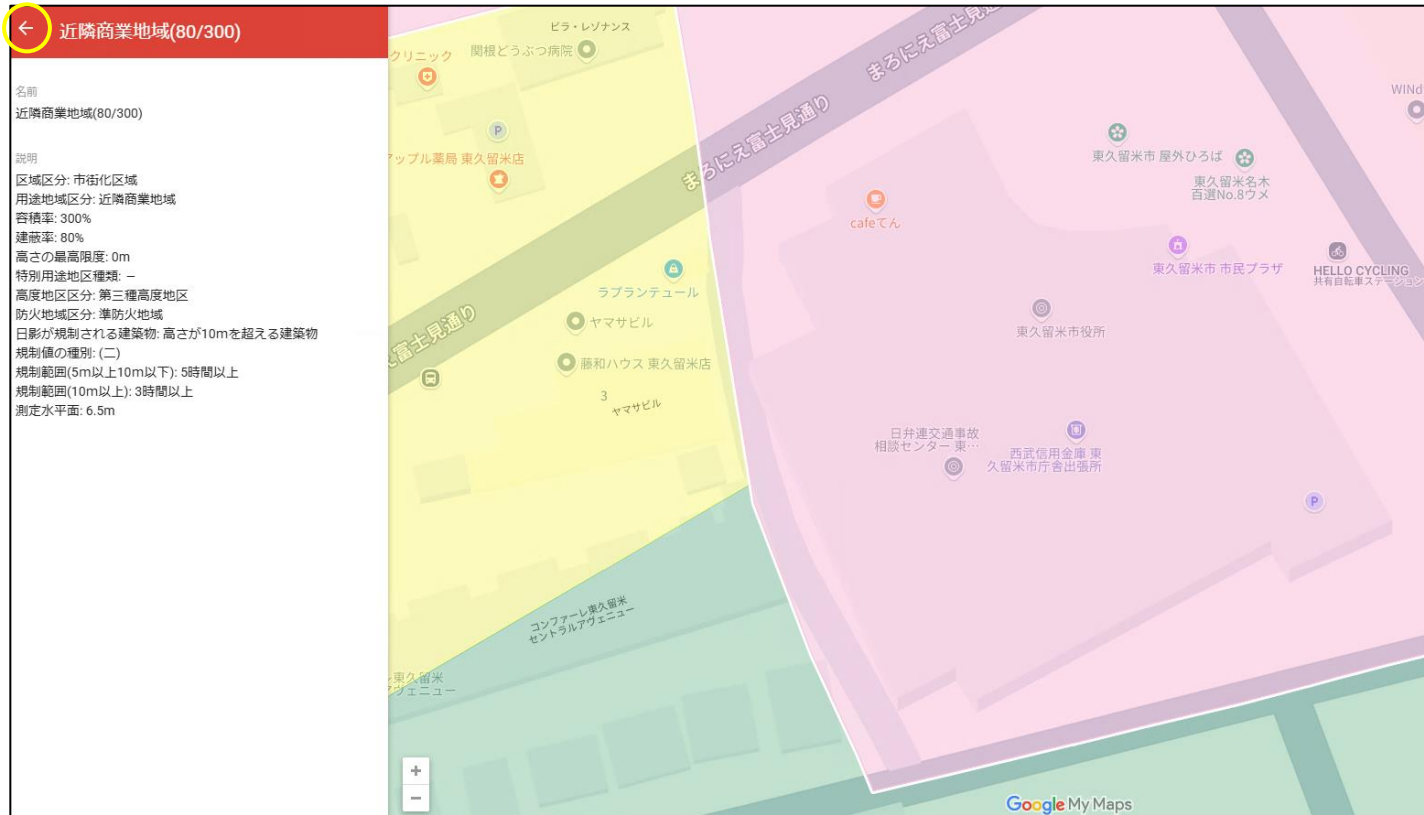 近隣商業地域(80/300)
名前
近隣商業地域(80/300)
説明
区域区分: 市街化区域
用途地域区分: 近隣商業地域
容積率: 300%
建蔽率: 80%
高さの最高限度: 0m
特別用途地区種類: −
高度地区区分: 第三種高度地区
防火地域区分: 準防火地域
日影が規制される建築物: 高さが10mを超える建築物
規制値の種別: (二)
規制範囲(5m以上10m以下): 5時間以上
規制範囲(10m以上): 3時間以上
測定水平面: 6.5m
ビラ・レゾナンス
クリニック
関根どうぶつ病院
まろにえ富士見通り
まろにえ富士見通り
WINd
P
アップル薬局 東久留米店
東久留米市 屋外ひろば
東久留米名木
百選No.8ウメ
cafeてん
東久留米市 市民プラザ
HELLO CYCLING
共有自転車ステーション
ラプランテュール
ヤマサビル
東久留米市役所
え富士見通り
藤和ハウス 東久留米店
3
ヤマサビル
日弁連交通事故
相談センター 東…
西武信用金庫 東
久留米市庁舎出張所
P
コンファーレ東久留米
セントラルアヴェニュー
東久留米
アヴェニュー
+
−
Google My Maps